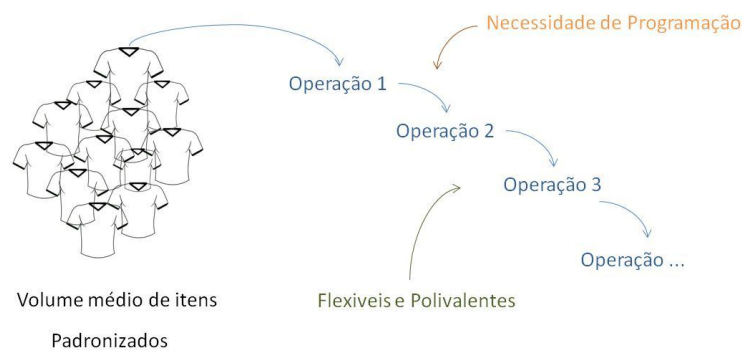 Necessidade de Programação
Operação 1
Operação 2
Operação 3
Operação ...
Volume médio de itens
Padronizados
Flexiveis e Polivalentes